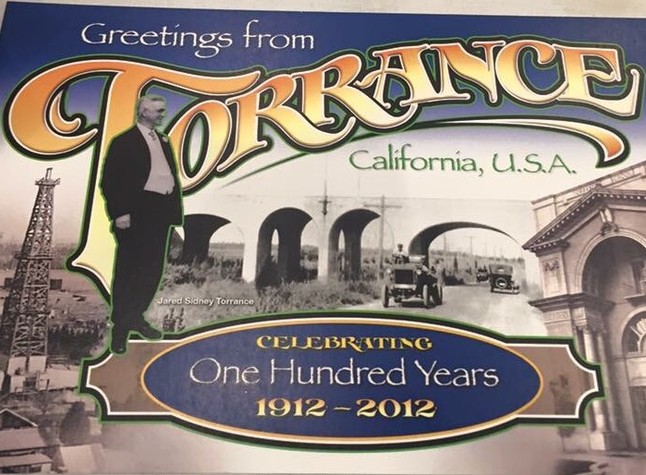 Greetings from
TORRANCE
California, U.S.A.
Jared Sidney Torrance
CELEBRATING
One Hundred Years
1912 – 2012